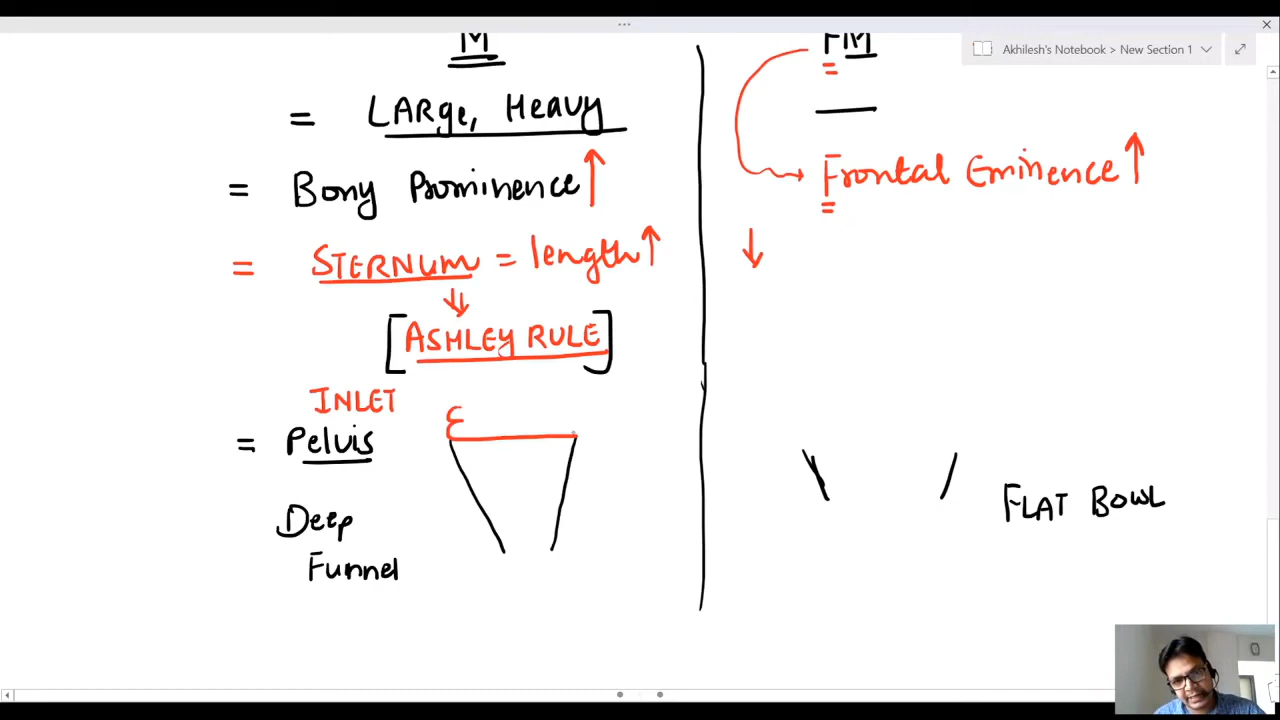 Akhilesh's Notebook > New Section 1
M
= LARge, Heavy
= Bony Prominence ↑
= STERNUM = length ↑
↓
[ASHLEY RULE]
INLET
= Pelvis
Deep
Funnel
FM
Frontal Eminence ↑
↓
FLAT BOWL